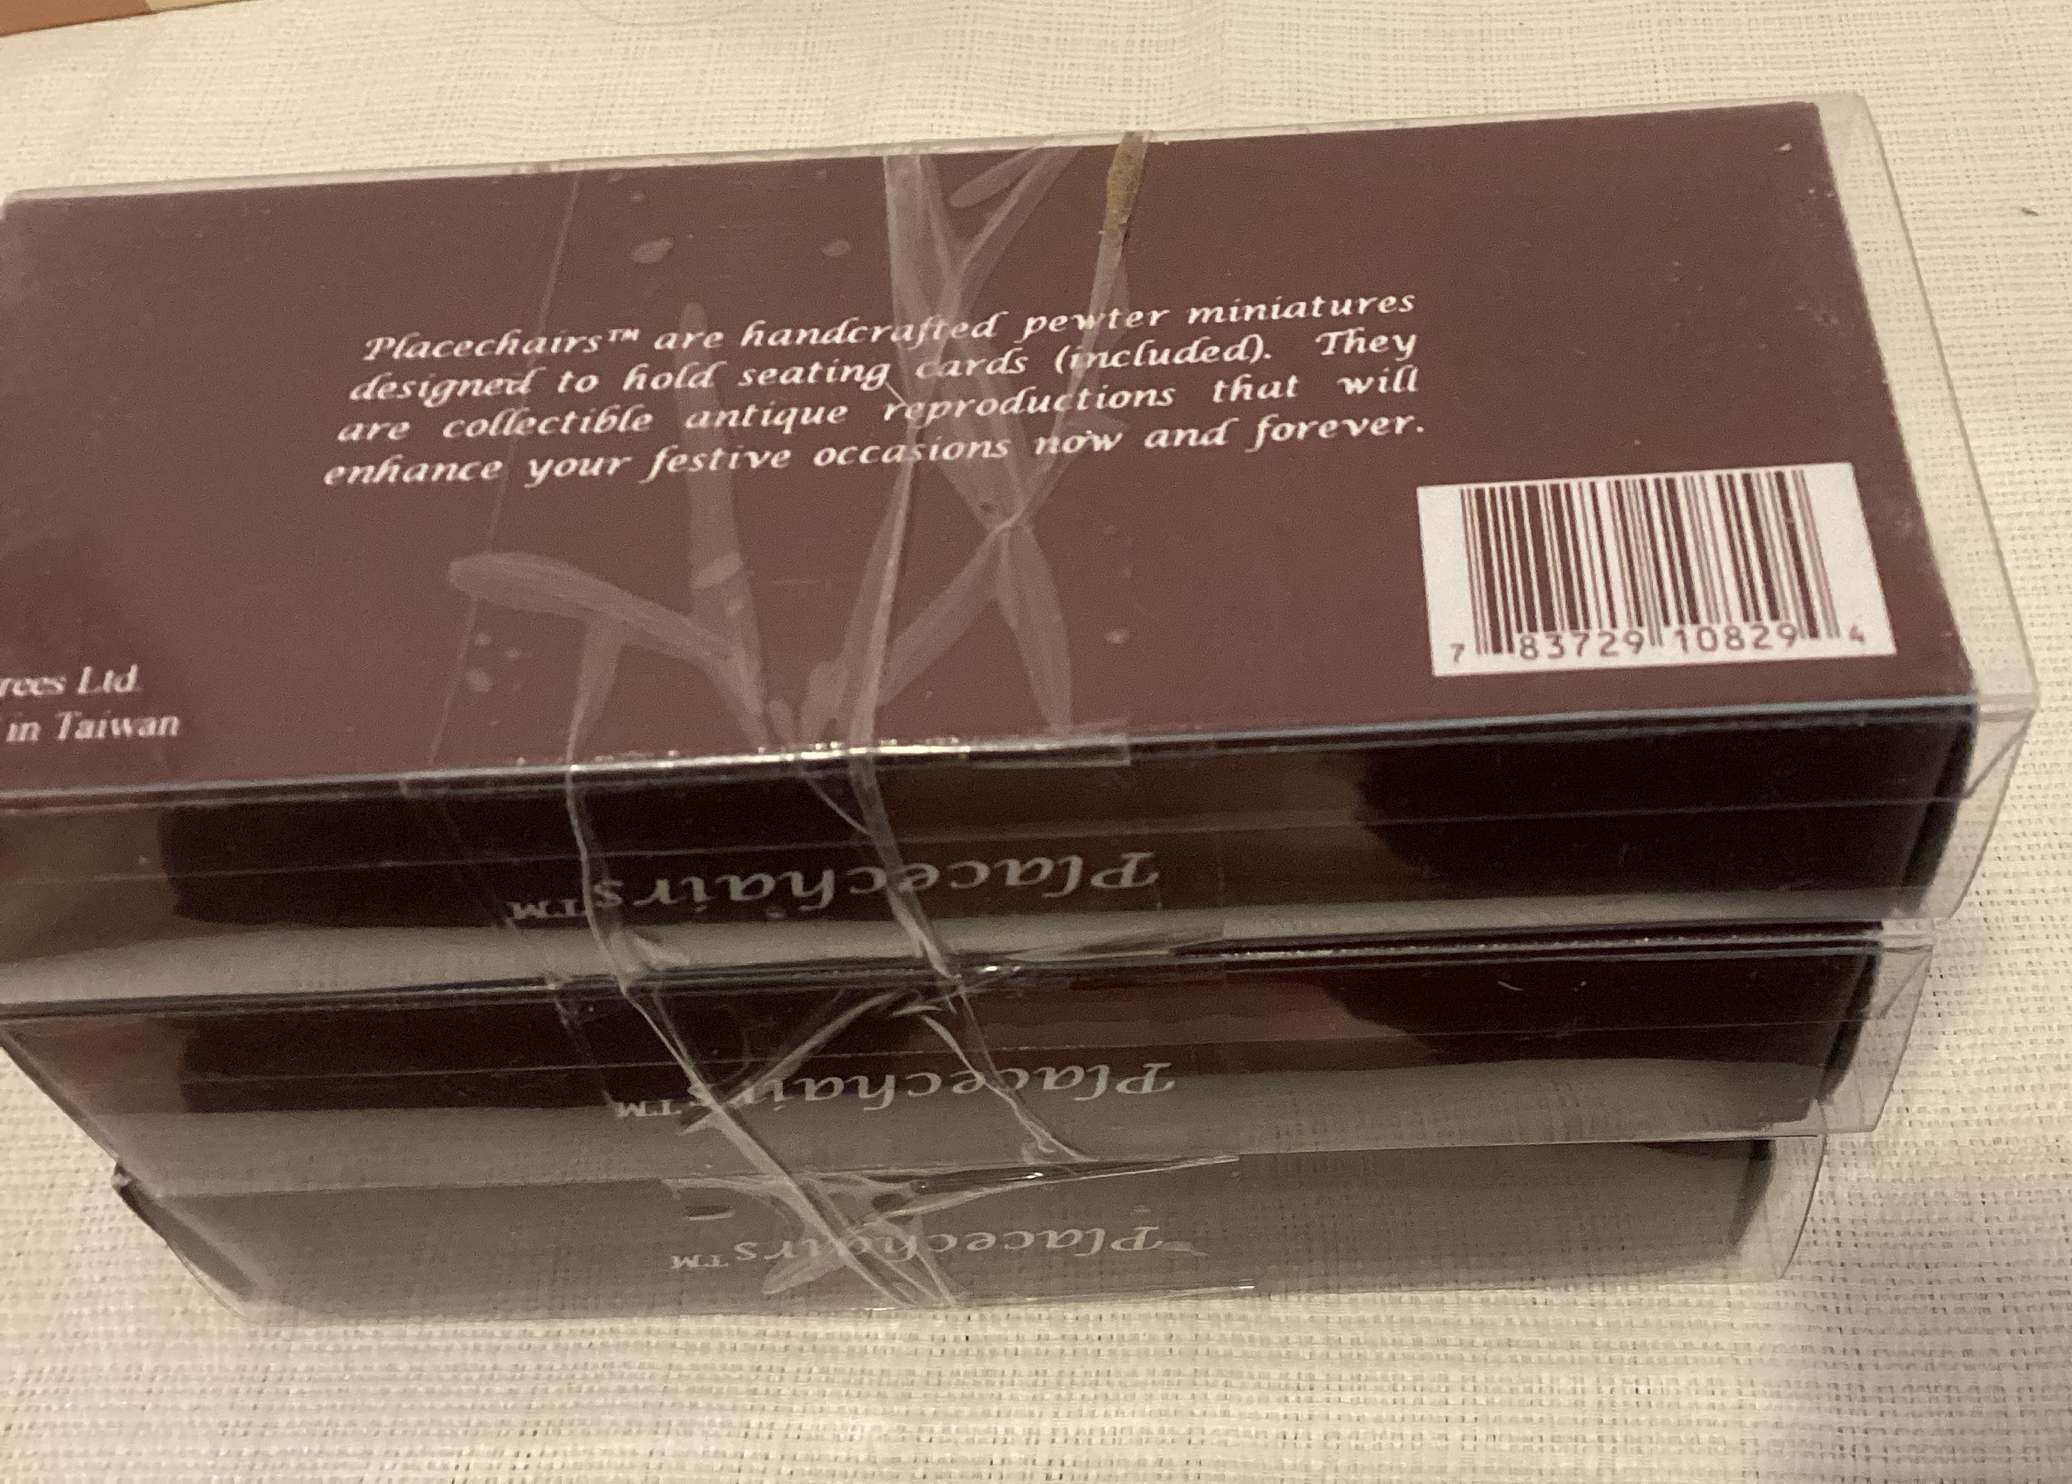 Placechairs™ are handcrafted pewter miniatures
designed to hold seating cards (included). They
are collectible antique reproductions that will
enhance your festive occasions now and forever.
7 83729 10829 4
rees Ltd.
in Taiwan
Placechairs™
Placechairs™
Placechairs™